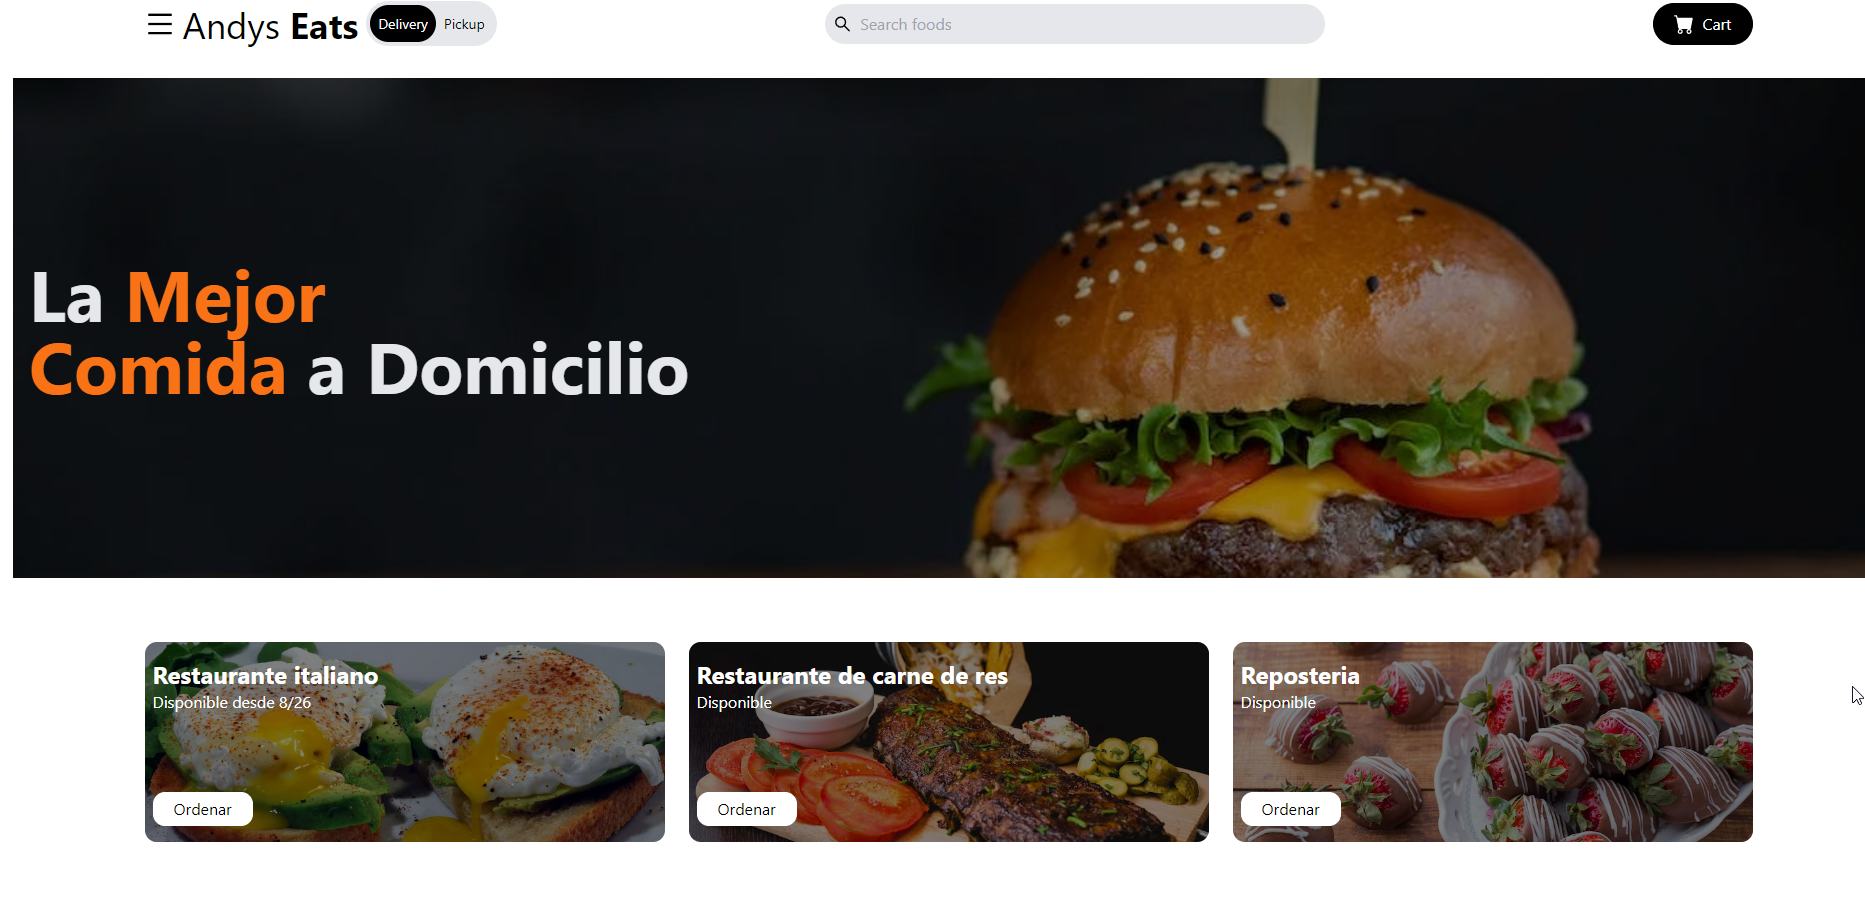 Andys Eats
Delivery
Pickup
Search foods
Cart
La Mejor
Comida a Domicilio
Restaurante italiano
Disponible desde 8/26
Ordenar
Restaurante de carne de res
Disponible
Ordenar
Reposteria
Disponible
Ordenar